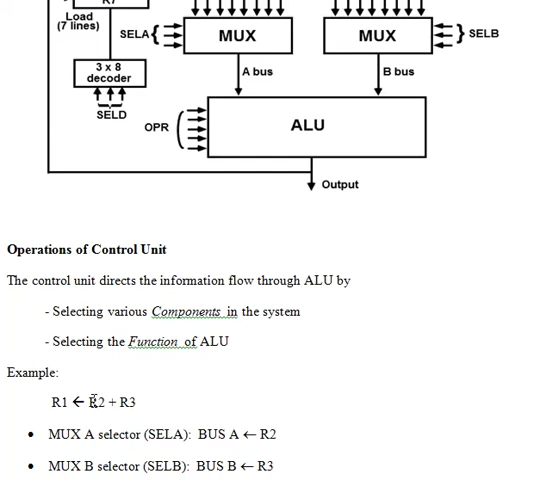 R7
Load
(7 lines)
SELA
MUX
MUX
SELB
3 x 8
decoder
A bus
B bus
SELD
OPR
ALU
Output
Operations of Control Unit
The control unit directs the information flow through ALU by
- Selecting various Components in the system
- Selecting the Function of ALU
Example:
R1 ← R2 + R3
• MUX A selector (SELA): BUS A ← R2
• MUX B selector (SELB): BUS B ← R3